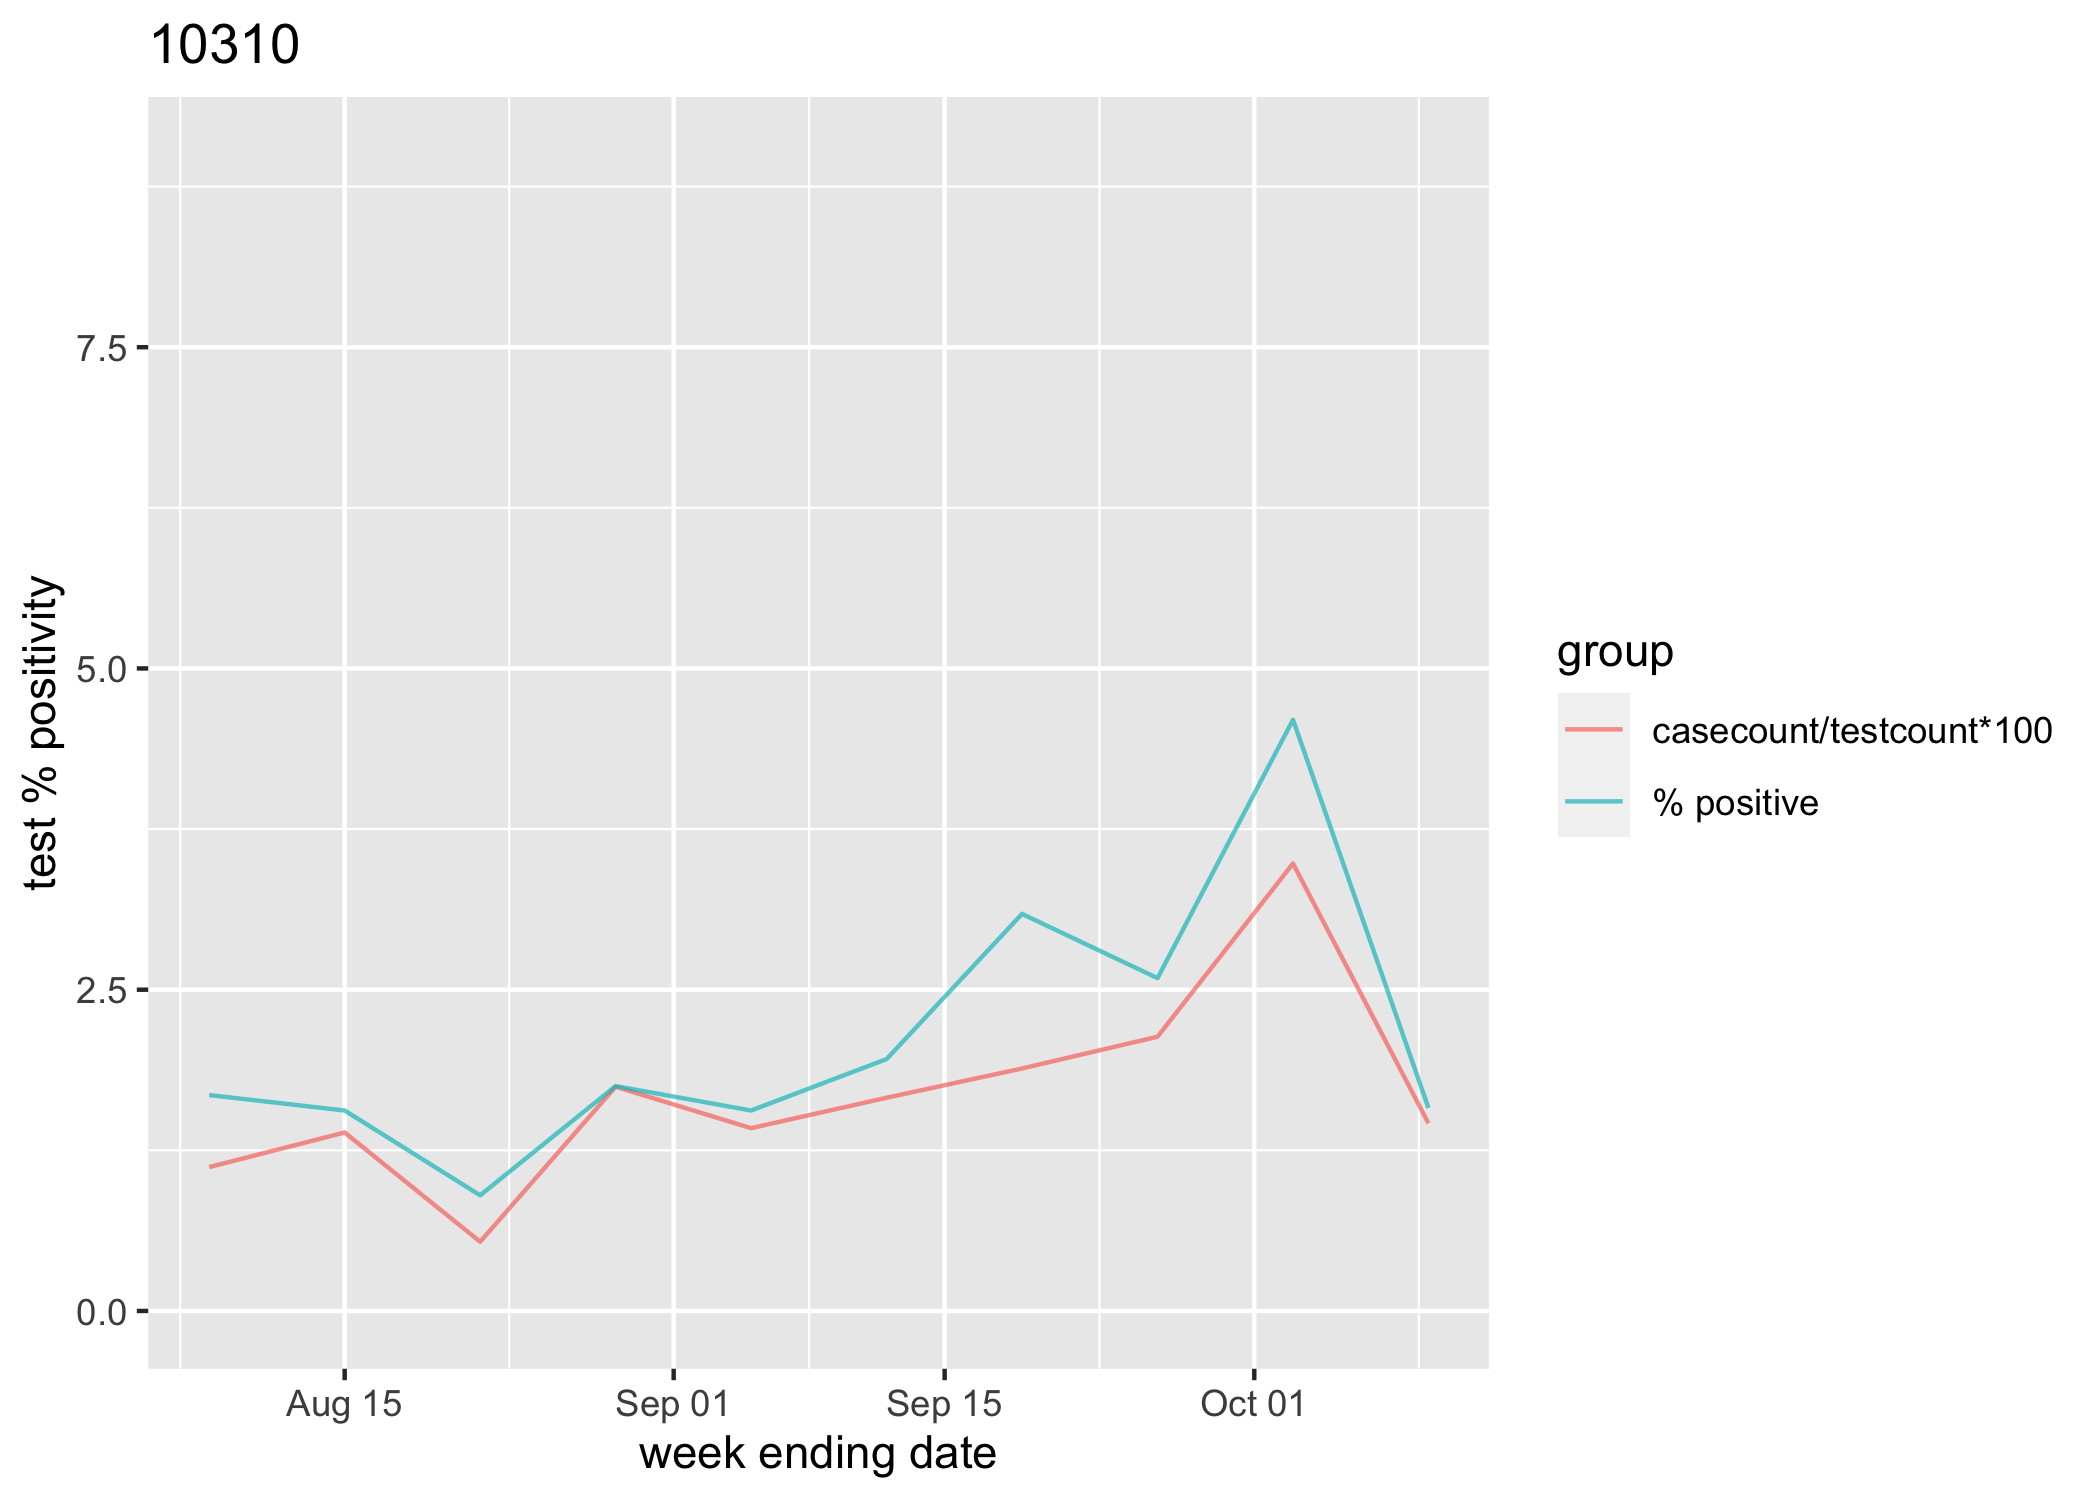 10310
test % positivity
7.5
5.0
2.5
0.0
Aug 15
Sep 01
Sep 15
Oct 01
week ending date
group
casecount/testcount*100
% positive